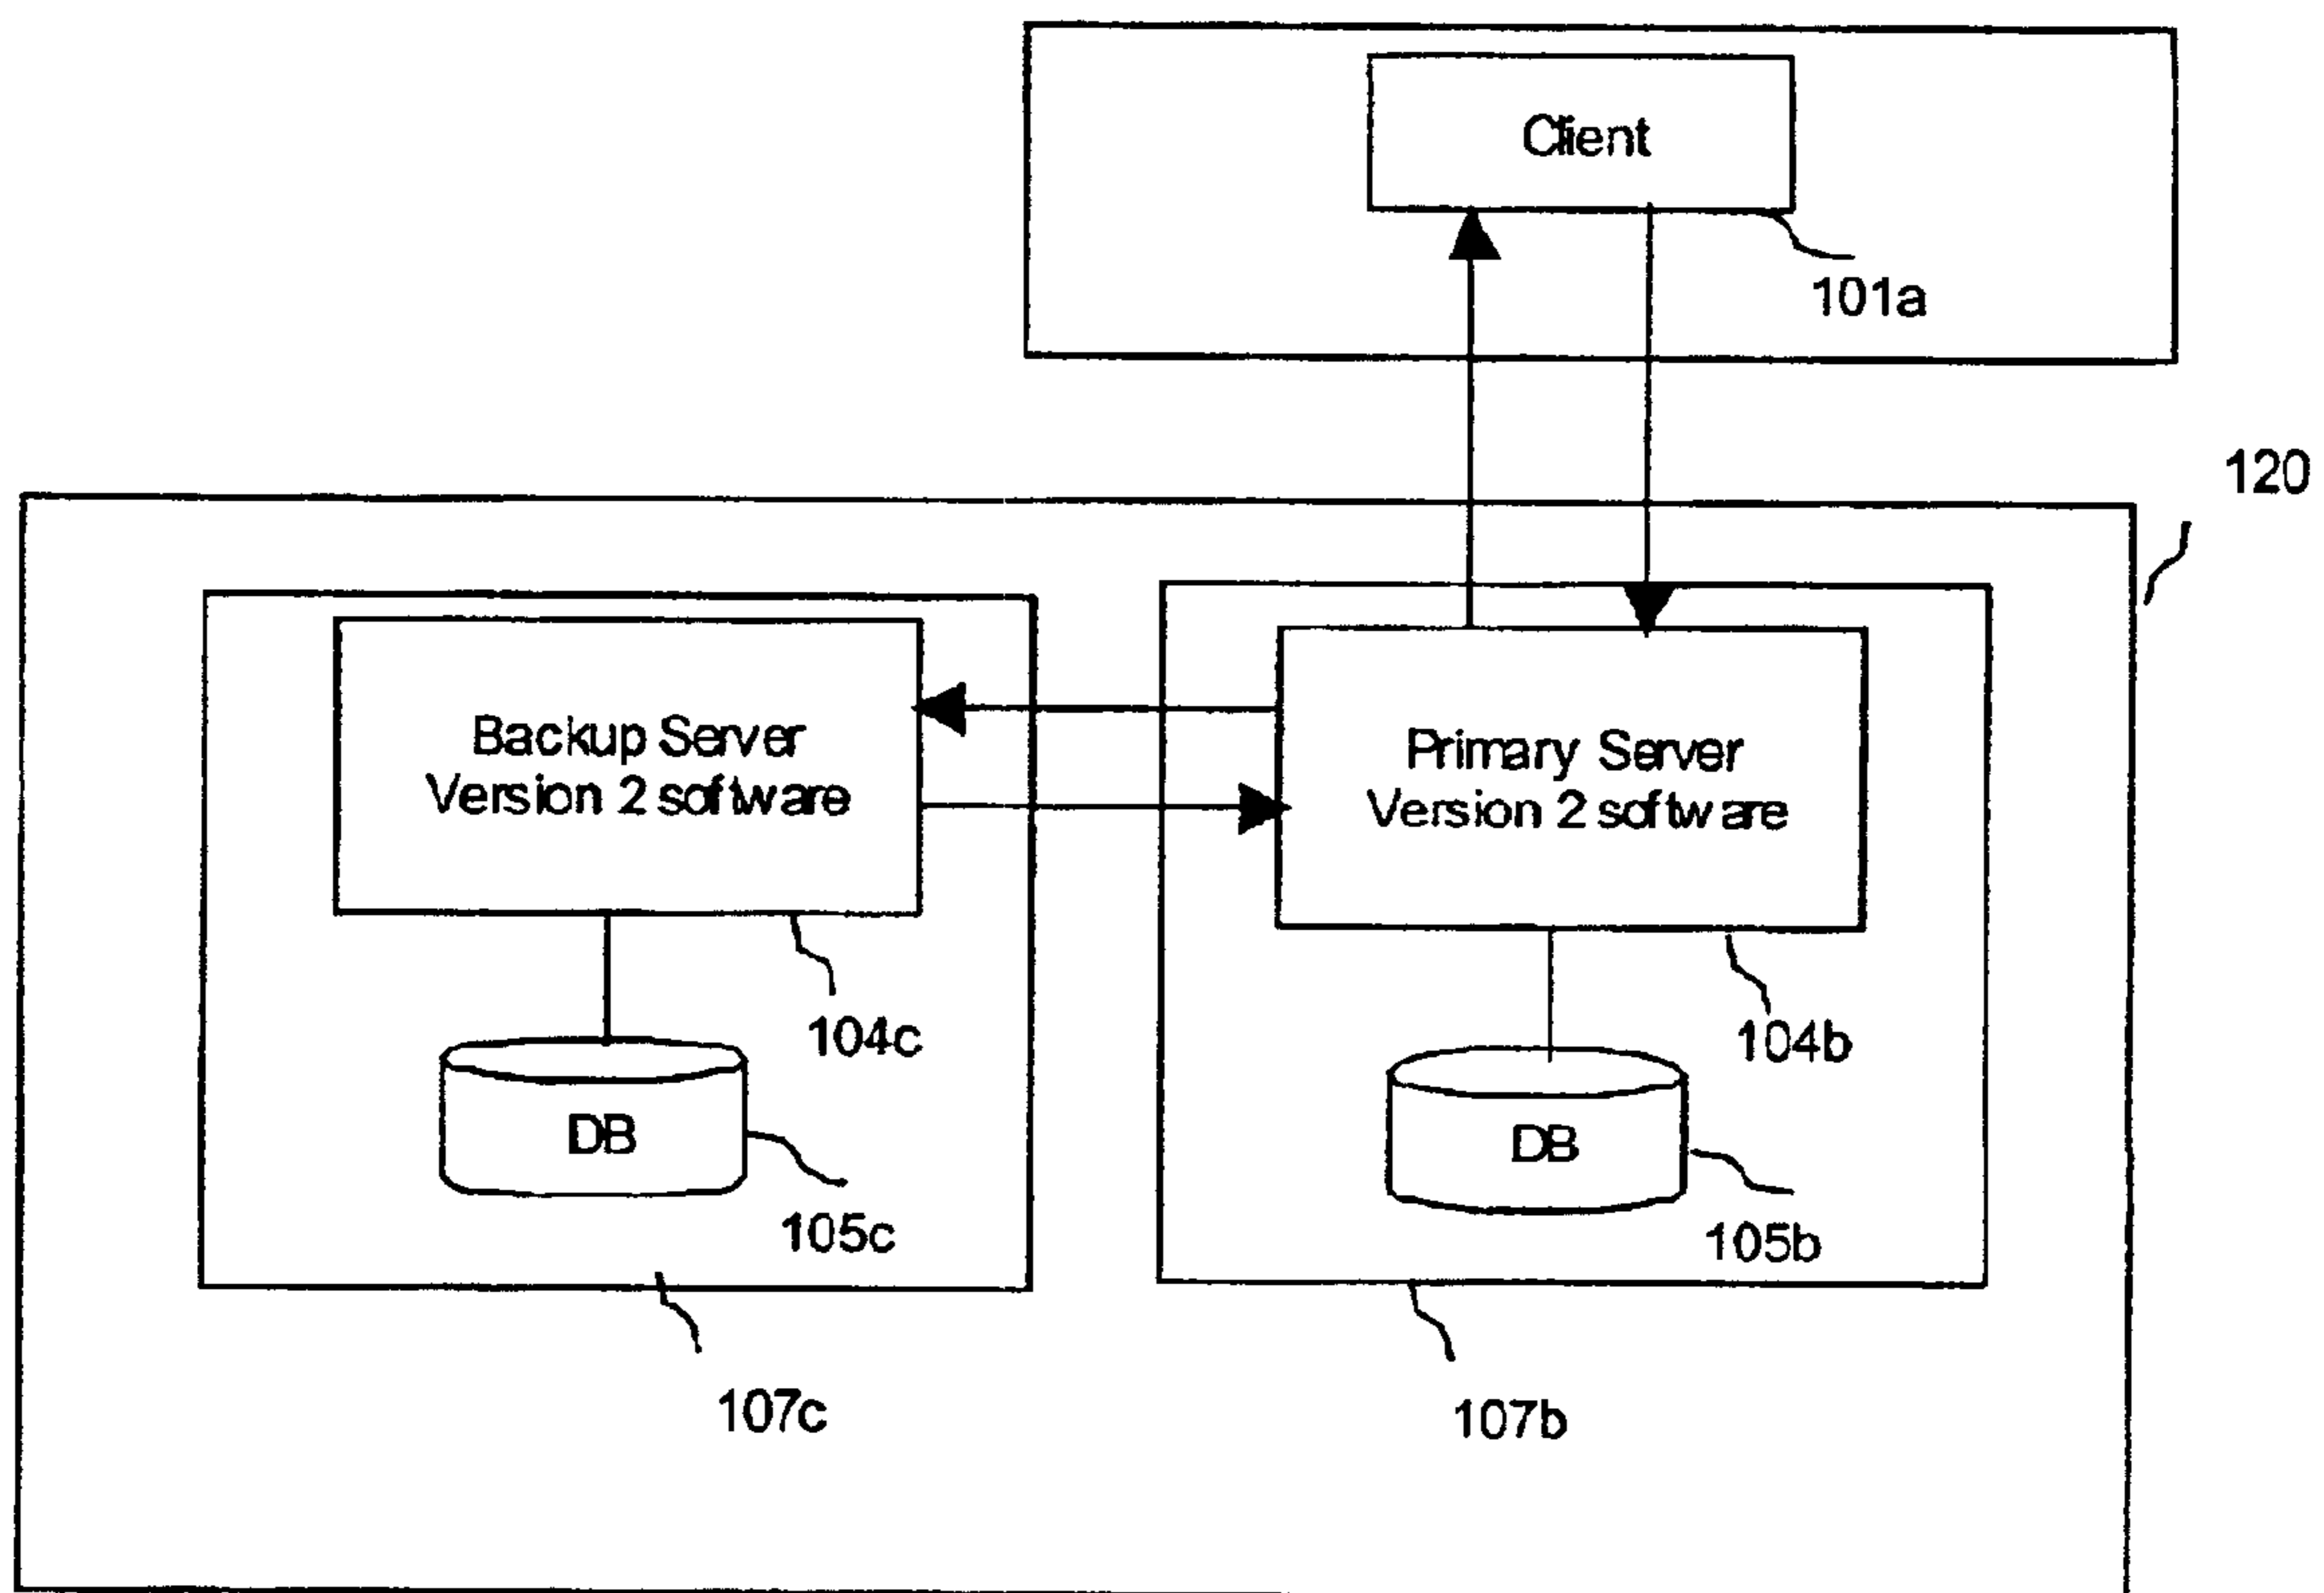 Client
101a
120
Backup Server
Version 2 software
Primary Server
Version 2 software
104c
104b
DB
DB
105c
105b
107c
107b